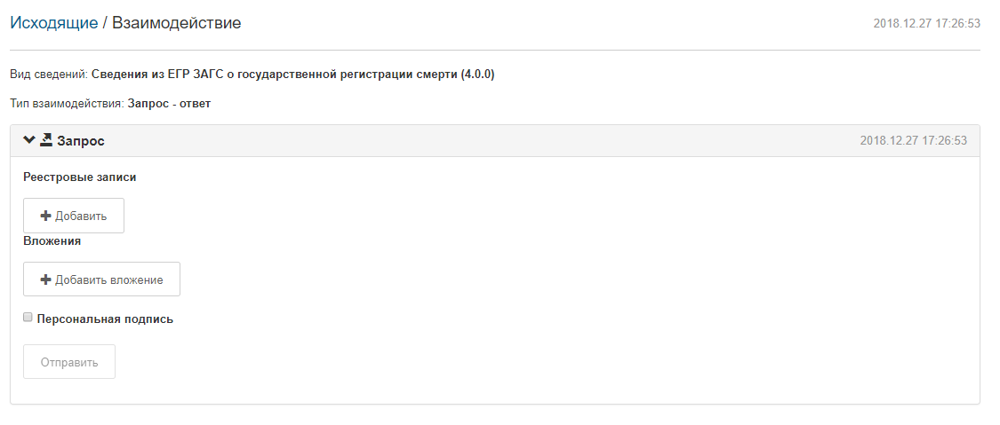 Исходящие / Взаимодействие 2018.12.27 17:26:53
Вид сведений: Сведения из ЕГР ЗАГС о государственной регистрации смерти (4.0.0)
Тип взаимодействия: Запрос - ответ
Запрос 2018.12.27 17:26:53
Реестровые записи
Добавить
Вложения
Добавить вложение
Персональная подпись
Отправить